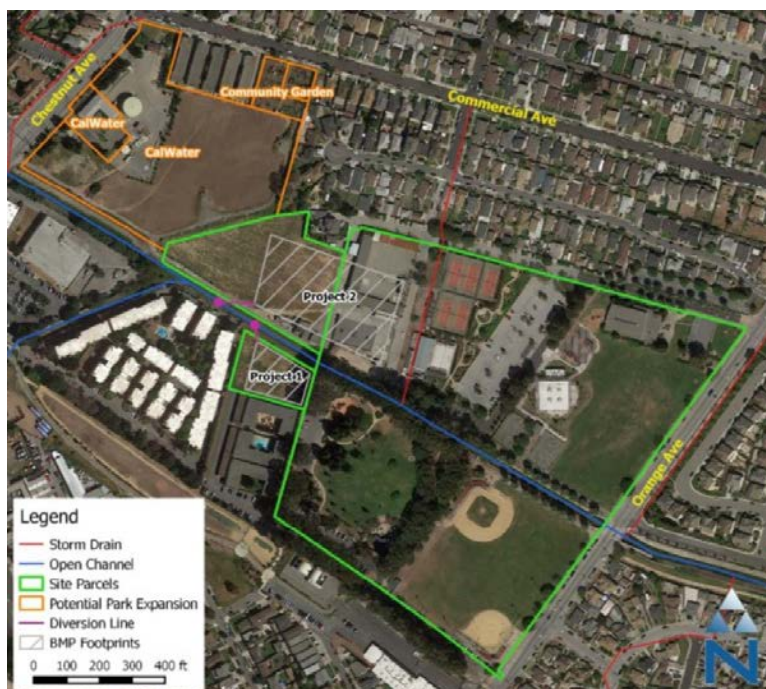 Chestnut Ave
Commercial Ave
Community Garden
CalWater
CalWater
Project-2
Project-1
Orange Ave
Legend
Storm Drain
Open Channel
Site Parcels
Potential Park Expansion
Diversion Line
BMP Footprints
0 100 200 300 400 ft
N